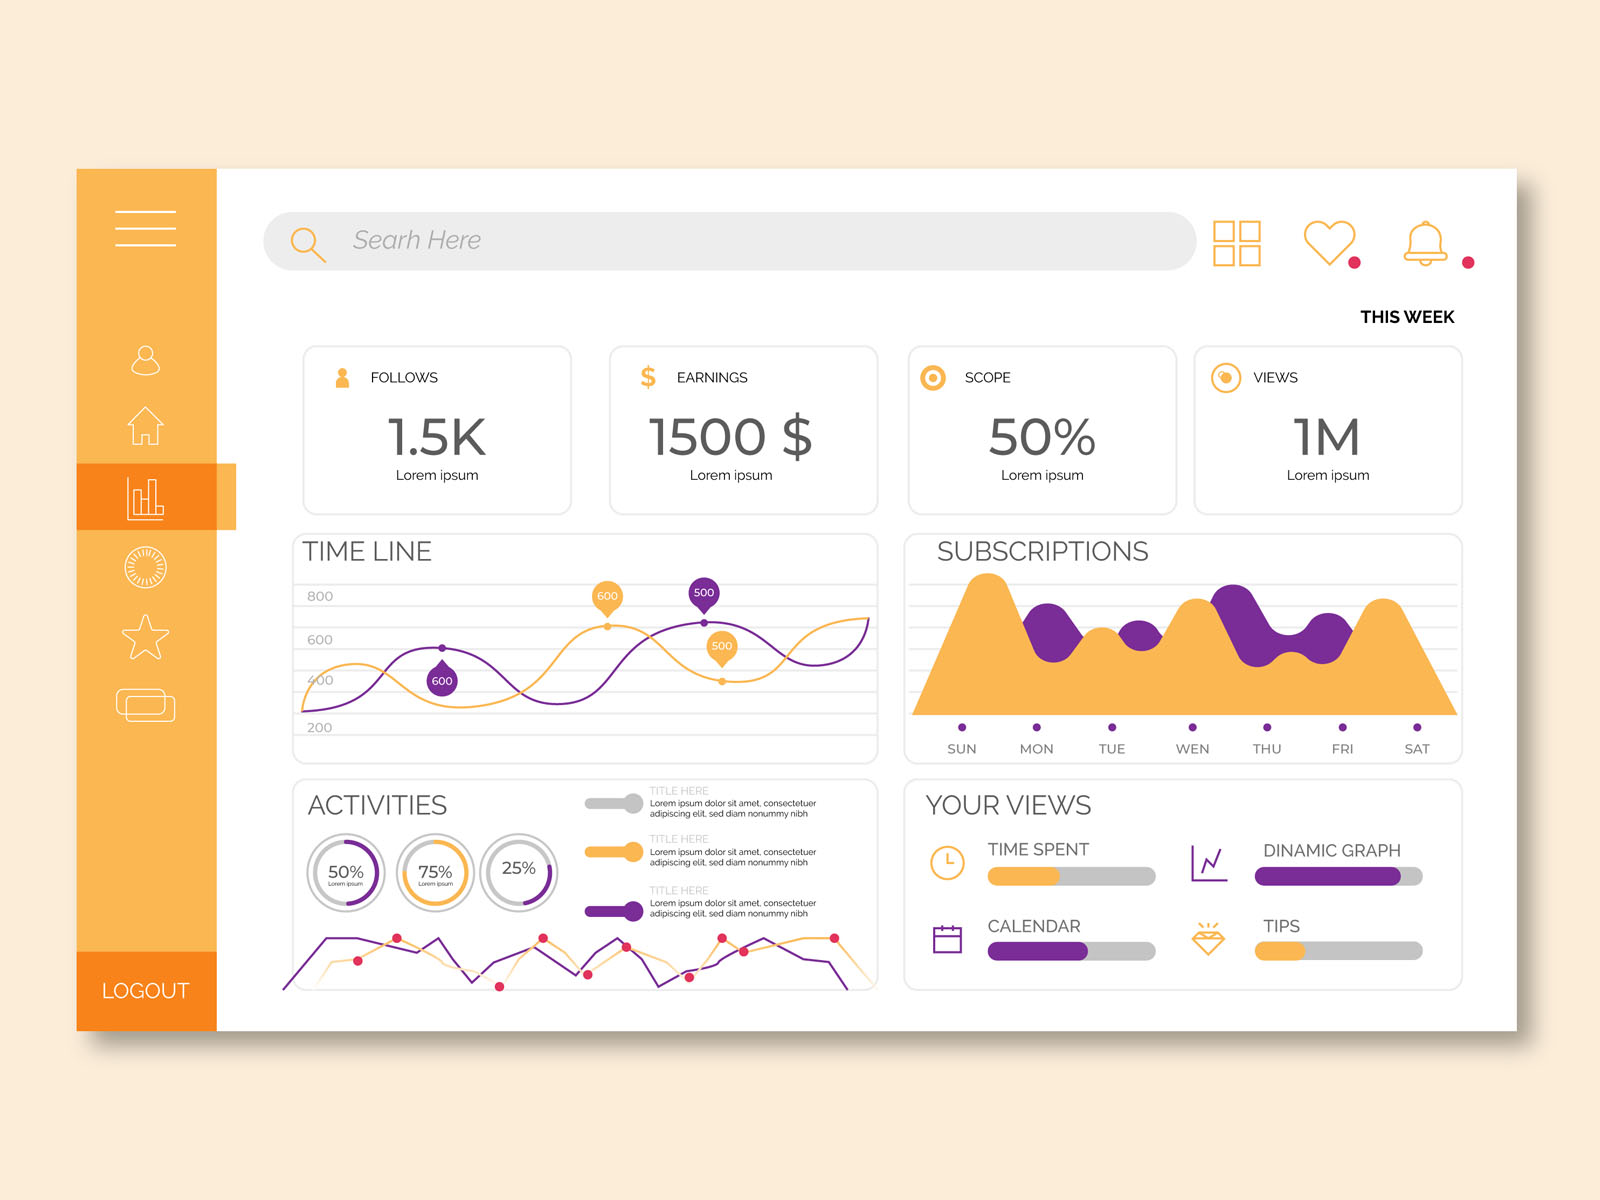 Searh Here
THIS WEEK
FOLLOWS
1.5K
Lorem ipsum
EARNINGS
1500 $
Lorem ipsum
SCOPE
50%
Lorem ipsum
VIEWS
1M
Lorem ipsum
TIME LINE
800
600
400
200
600
600
500
500
SUBSCRIPTIONS
SUN MON TUE WEN THU FRI SAT
ACTIVITIES
50%
Lorem ipsum
75%
Lorem ipsum
25%
TITLE HERE
Lorem ipsum dolor sit amet, consectetuer
adipiscing elit, sed diam nonummy nibh
TITLE HERE
Lorem ipsum dolor sit amet, consectetuer
adipiscing elit, sed diam nonummy nibh
TITLE HERE
Lorem ipsum dolor sit amet, consectetuer
adipiscing elit, sed diam nonummy nibh
YOUR VIEWS
TIME SPENT
DINAMIC GRAPH
CALENDAR
TIPS
LOGOUT